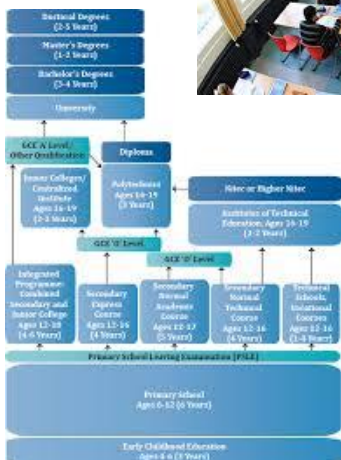 Doctoral Degrees
(2-5 Years)
Master's Degrees
(1-2 Years)
Bachelor's Degrees
(3-4 Years)
University
GCE 'A' Level/
Other Qualification
Diploma
Junior Colleges/
Centralized
Institute
Ages 16-19
(2-3 Years)
Polytechnics
Ages 16-19
(3 Years)
Nitec or Higher Nitec
Institutes of Technical
Education, Ages 16-19
(1-2 Years)
GCE 'O' Level
GCE 'O' Level
Integrated
Programme:
Combined
Secondary and
Junior College
Ages 12-18
(4-6 Years)
Secondary
Express
Course
Ages 12-16
(4 Years)
Secondary
Normal
Academic
Course
Ages 12-17
(5 Years)
Secondary
Normal
Technical
Course
Ages 12-16
(4 Years)
Technical
Schools,
Vocational
Courses
Ages 12-16
(1-4 Years)
Primary School Leaving Examination (PSLE)
Primary School
Ages 6-12 (6 Years)
Early Childhood Education
(3 Years)